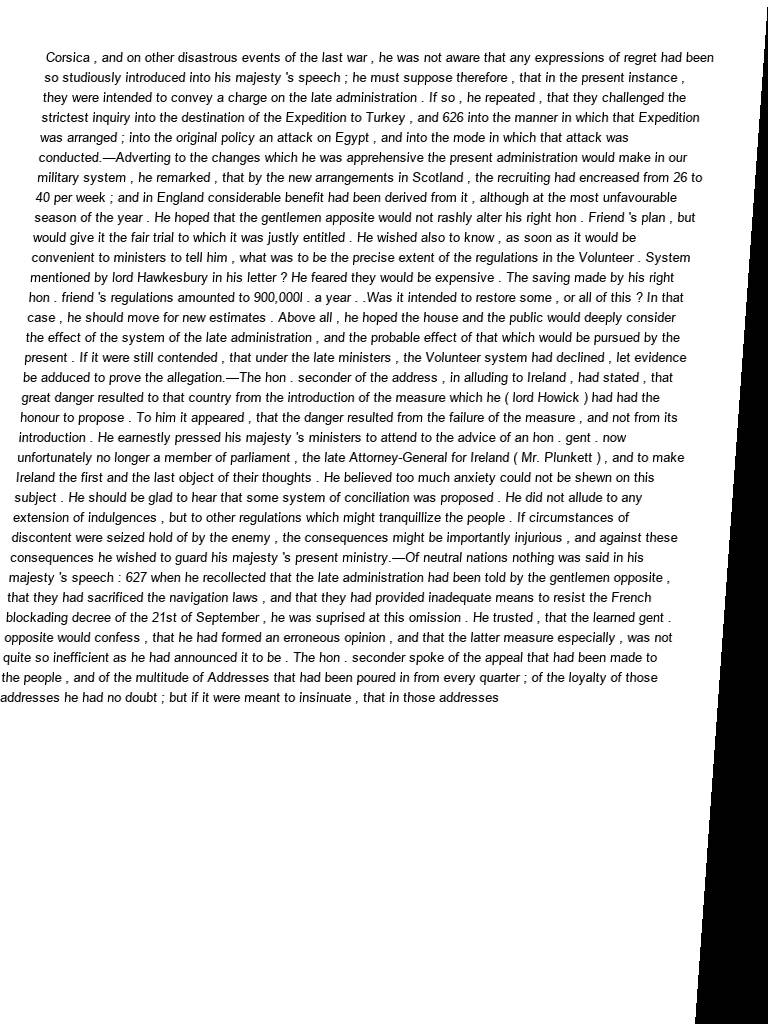 Corsica , and on other disastrous events of the last war , he was not aware that any expressions of regret had been
so studiously introduced into his majesty 's speech ; he must suppose therefore , that in the present instance ,
they were intended to convey a charge on the late administration . If so , he repeated , that they challenged the
strictest inquiry into the destination of the Expedition to Turkey , and 626 into the manner in which that Expedition
was arranged ; into the original policy an attack on Egypt , and into the mode in which that attack was
conducted.—Adverting to the changes which he was apprehensive the present administration would make in our
military system , he remarked , that by the new arrangements in Scotland , the recruiting had encreased from 26 to
40 per week ; and in England considerable benefit had been derived from it , although at the most unfavourable
season of the year . He hoped that the gentlemen apposite would not rashly alter his right hon . Friend 's plan , but
would give it the fair trial to which it was justly entitled . He wished also to know , as soon as it would be
convenient to ministers to tell him , what was to be the precise extent of the regulations in the Volunteer . System
mentioned by lord Hawkesbury in his letter ? He feared they would be expensive . The saving made by his right
hon . friend 's regulations amounted to 900,000l . a year . .Was it intended to restore some , or all of this ? In that
case , he should move for new estimates . Above all , he hoped the house and the public would deeply consider
the effect of the system of the late administration , and the probable effect of that which would be pursued by the
present . If it were still contended , that under the late ministers , the Volunteer system had declined , let evidence
be adduced to prove the allegation.—The hon . seconder of the address , in alluding to Ireland , had stated , that
great danger resulted to that country from the introduction of the measure which he ( lord Howick ) had had the
honour to propose . To him it appeared , that the danger resulted from the failure of the measure , and not from its
introduction . He earnestly pressed his majesty 's ministers to attend to the advice of an hon . gent . now
unfortunately no longer a member of parliament , the late Attorney-General for Ireland ( Mr. Plunkett ) , and to make
Ireland the first and the last object of their thoughts . He believed too much anxiety could not be shewn on this
subject . He should be glad to hear that some system of conciliation was proposed . He did not allude to any
extension of indulgences , but to other regulations which might tranquillize the people . If circumstances of
discontent were seized hold of by the enemy , the consequences might be importantly injurious , and against these
consequences he wished to guard his majesty 's present ministry.—Of neutral nations nothing was said in his
majesty 's speech : 627 when he recollected that the late administration had been told by the gentlemen opposite ,
that they had sacrificed the navigation laws , and that they had provided inadequate means to resist the French
blockading decree of the 21st of September , he was suprised at this omission . He trusted , that the learned gent .
opposite would confess , that he had formed an erroneous opinion , and that the latter measure especially , was not
quite so inefficient as he had announced it to be . The hon . seconder spoke of the appeal that had been made to
the people , and of the multitude of Addresses that had been poured in from every quarter ; of the loyalty of those
addresses he had no doubt ; but if it were meant to insinuate , that in those addresses